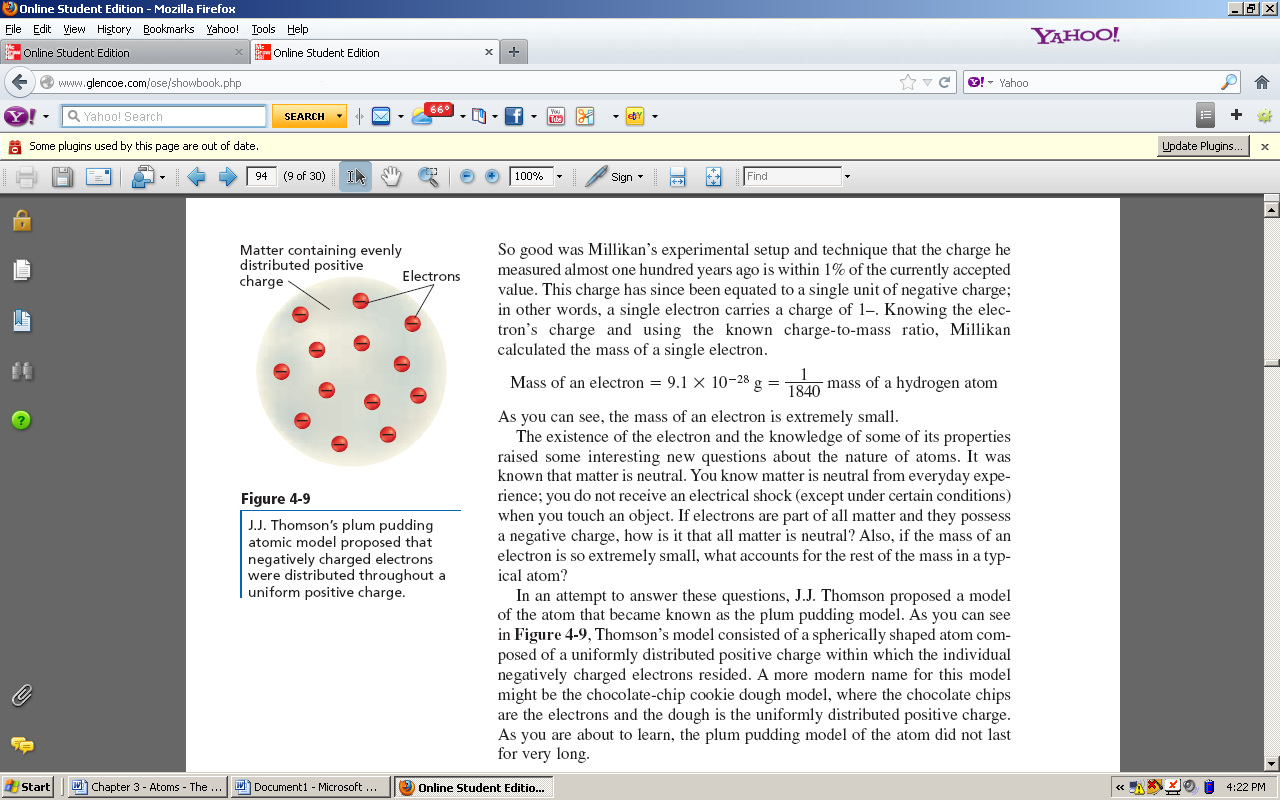 Online Student Edition - Mozilla Firefox
File Edit View History Bookmarks Yahoo! Tools Help
Online Student Edition
Online Student Edition
YAHOO!
www.glencoe.com/ose/showbook.php
Yahoo
Yahoo! Search
SEARCH
66°
Some plugins used by this page are out of date.
Update Plugins...
94 (9 of 30)
100%
Sign
Find
Matter containing evenly
distributed positive
charge
Electrons
Figure 4-9
J.J. Thomson's plum pudding
atomic model proposed that
negatively charged electrons
were distributed throughout a
uniform positive charge.
So good was Millikan's experimental setup and technique that the charge he
measured almost one hundred years ago is within 1% of the currently accepted
value. This charge has since been equated to a single unit of negative charge;
in other words, a single electron carries a charge of 1–. Knowing the elec-
tron's charge and using the known charge-to-mass ratio, Millikan
calculated the mass of a single electron.
Mass of an electron = 9.1 × 10⁻²⁸ g = 1/1840 mass of a hydrogen atom
As you can see, the mass of an electron is extremely small.
The existence of the electron and the knowledge of some of its properties
raised some interesting new questions about the nature of atoms. It was
known that matter is neutral. You know matter is neutral from everyday expe-
rience; you do not receive an electrical shock (except under certain conditions)
when you touch an object. If electrons are part of all matter and they possess
a negative charge, how is it that all matter is neutral? Also, if the mass of an
electron is so extremely small, what accounts for the rest of the mass in a typ-
ical atom?
In an attempt to answer these questions, J.J. Thomson proposed a model
of the atom that became known as the plum pudding model. As you can see
in Figure 4-9, Thomson's model consisted of a spherically shaped atom com-
posed of a uniformly distributed positive charge within which the individual
negatively charged electrons resided. A more modern name for this model
might be the chocolate-chip cookie dough model, where the chocolate chips
are the electrons and the dough is the uniformly distributed positive charge.
As you are about to learn, the plum pudding model of the atom did not last
for very long.
Start
Chapter 3 - Atoms - The ...
Document1 - Microsoft ...
Online Student Editio...
4:22 PM